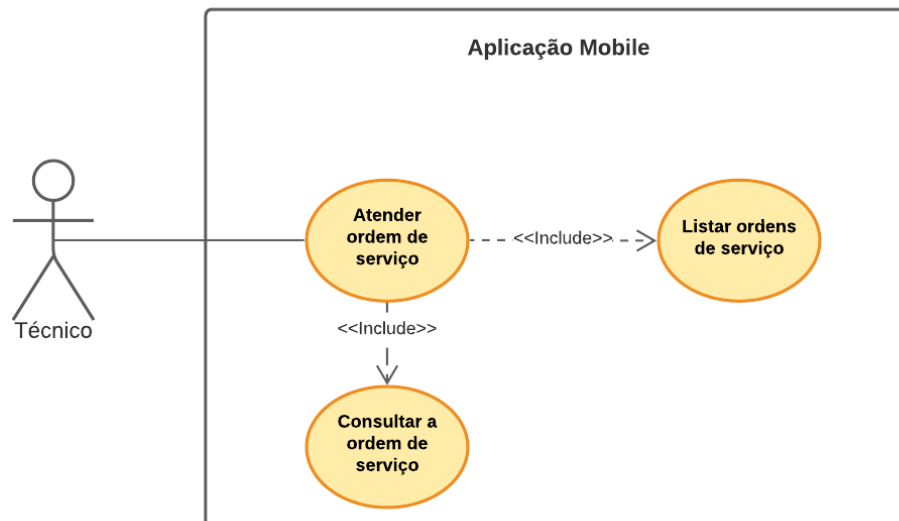 Aplicação Mobile
Atender
ordem de
serviço
<<Include>>
Listar ordens
de serviço
Técnico
<<Include>>
Consultar a
ordem de
serviço